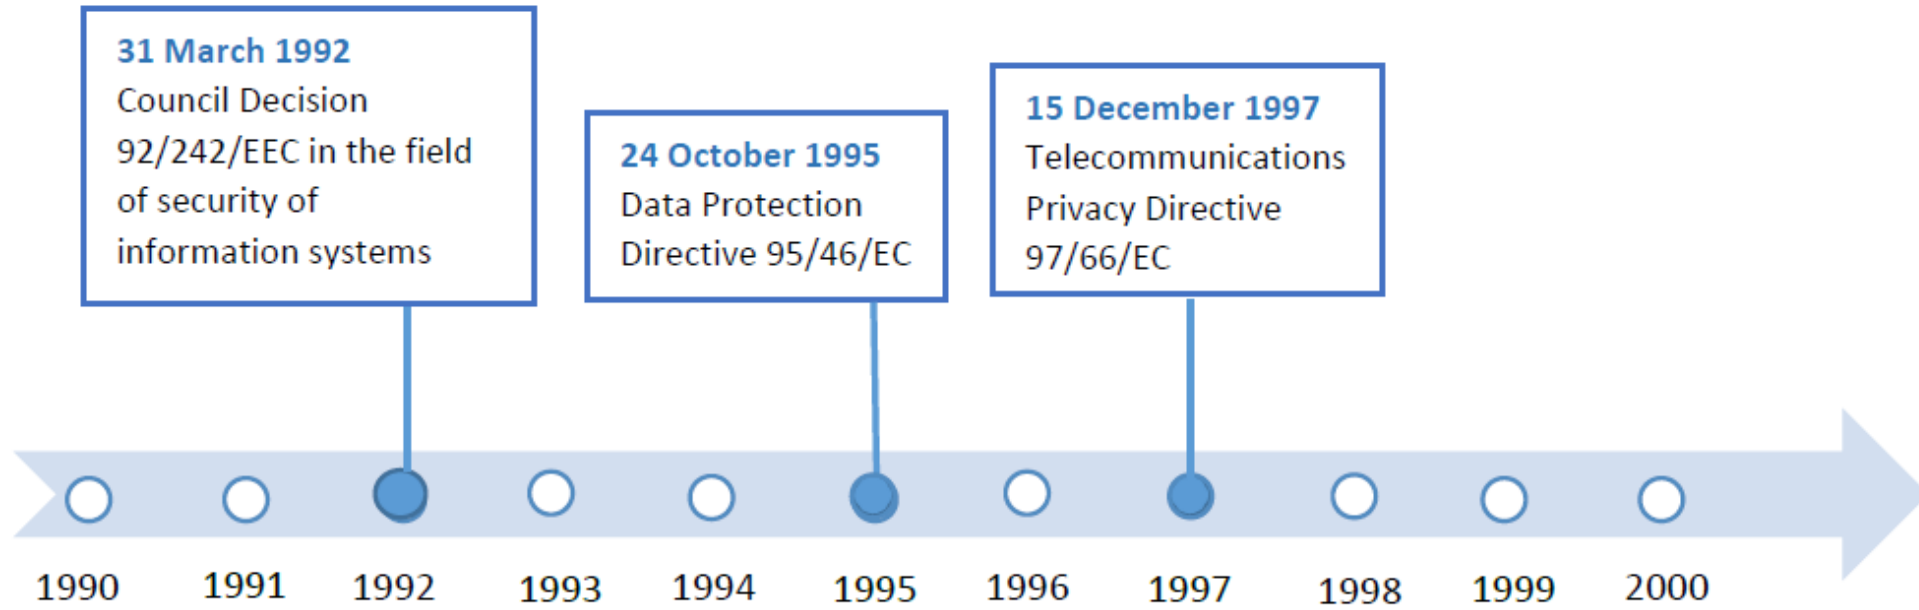 31 March 1992
Council Decision
92/242/EEC in the field
of security of
information systems
24 October 1995
Data Protection
Directive 95/46/EC
15 December 1997
Telecommunications
Privacy Directive
97/66/EC
1990 1991 1992 1993 1994 1995 1996 1997 1998 1999 2000